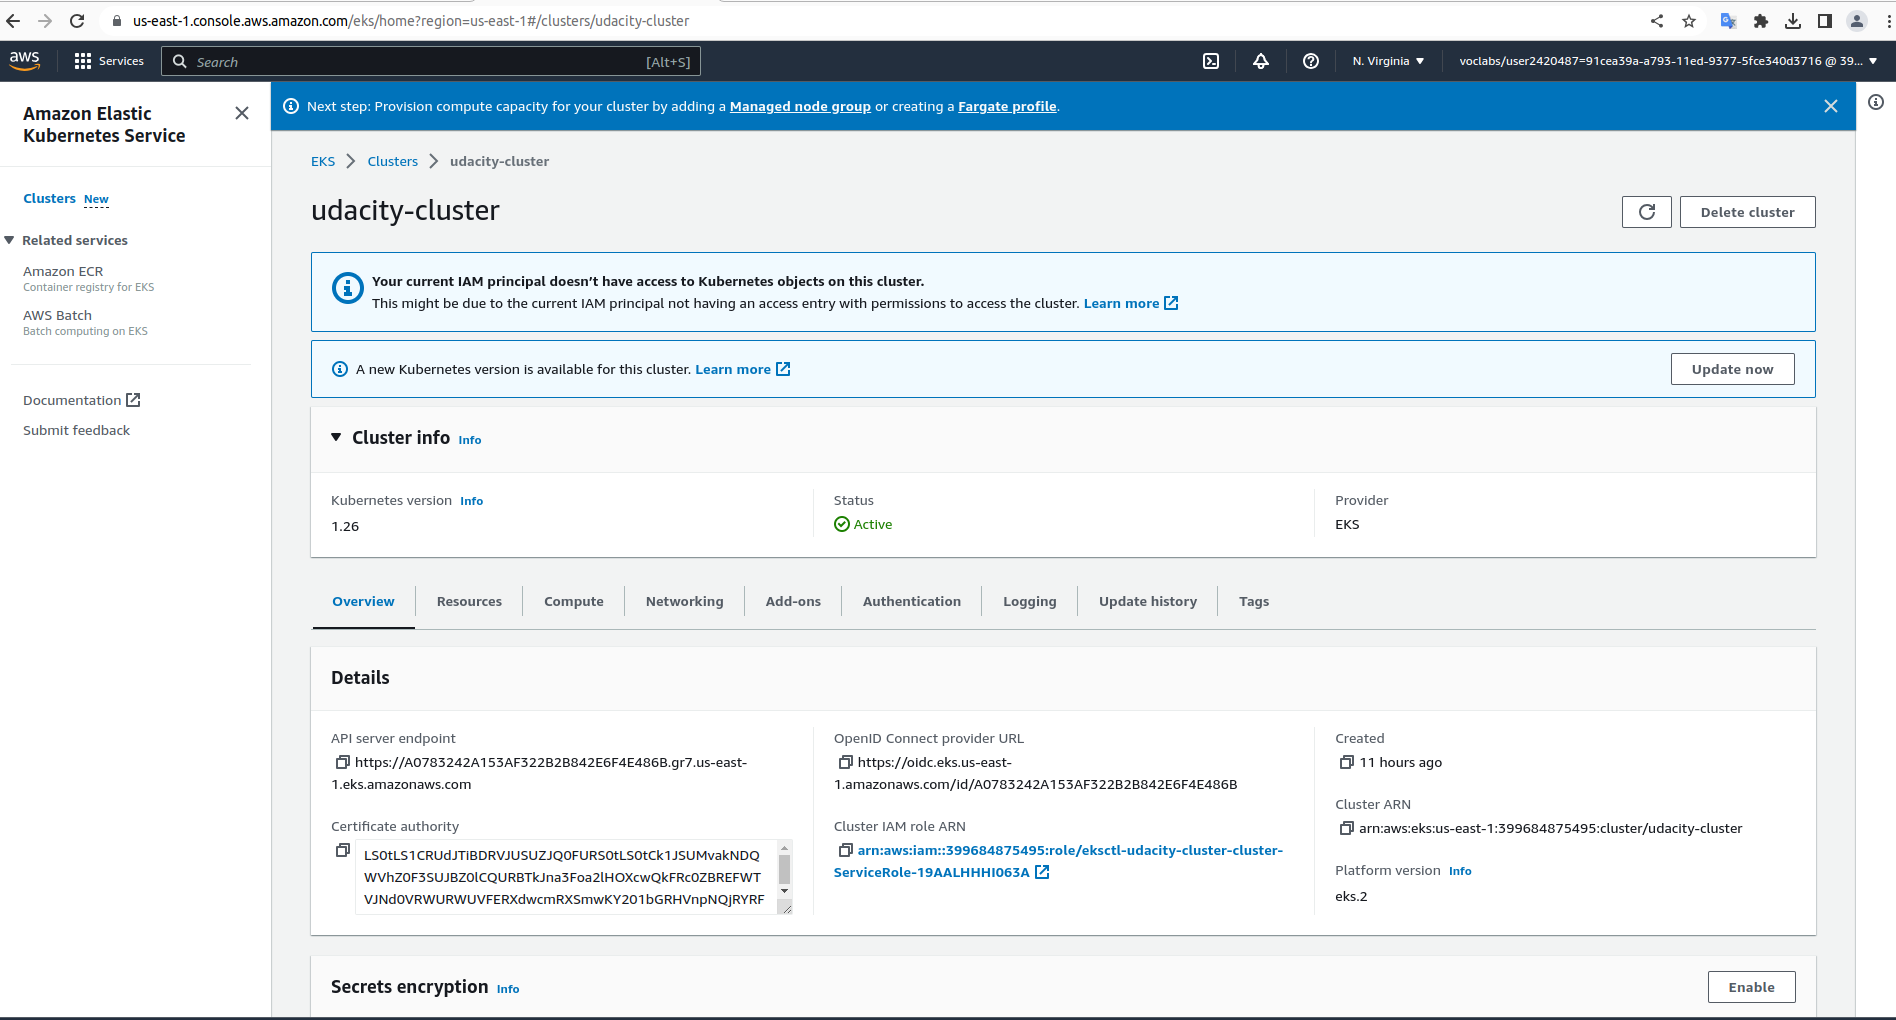 us-east-1.console.aws.amazon.com/eks/home?region=us-east-1#/clusters/udacity-cluster
aws
Services
Search
[Alt+S]
N. Virginia
voclabs/user2420487=91cea39a-a793-11ed-9377-5fce340d3716 @ 39...
Amazon Elastic
Kubernetes Service
Clusters New
Related services
Amazon ECR
Container registry for EKS
AWS Batch
Batch computing on EKS
Documentation
Submit feedback
Next step: Provision compute capacity for your cluster by adding a Managed node group or creating a Fargate profile.
EKS
Clusters
udacity-cluster
udacity-cluster
Delete cluster
Your current IAM principal doesn’t have access to Kubernetes objects on this cluster.
This might be due to the current IAM principal not having an access entry with permissions to access the cluster. Learn more
A new Kubernetes version is available for this cluster. Learn more
Update now
Cluster info Info
Kubernetes version Info
1.26
Status
Active
Provider
EKS
Overview
Resources
Compute
Networking
Add-ons
Authentication
Logging
Update history
Tags
Details
API server endpoint
https://A0783242A153AF322B2B842E6F4E486B.gr7.us-east-
1.eks.amazonaws.com
Certificate authority
LS0tLS1CRUdJTiBDRVJUSUZJQ0FURS0tLS0tCk1JSUMvakNDQ
WVhZ0F3SUJBZ0lCQURBTkJna3Foa2lHOXcwQkFRc0ZBREFWT
VJNd0VRWURWUVFERXdwcmRXSmwKY201bGRHVnpNQjRYRF
OpenID Connect provider URL
https://oidc.eks.us-east-
1.amazonaws.com/id/A0783242A153AF322B2B842E6F4E486B
Cluster IAM role ARN
arn:aws:iam::399684875495:role/eksctl-udacity-cluster-cluster-
ServiceRole-19AALHHHI063A
Created
11 hours ago
Cluster ARN
arn:aws:eks:us-east-1:399684875495:cluster/udacity-cluster
Platform version Info
eks.2
Secrets encryption Info
Enable